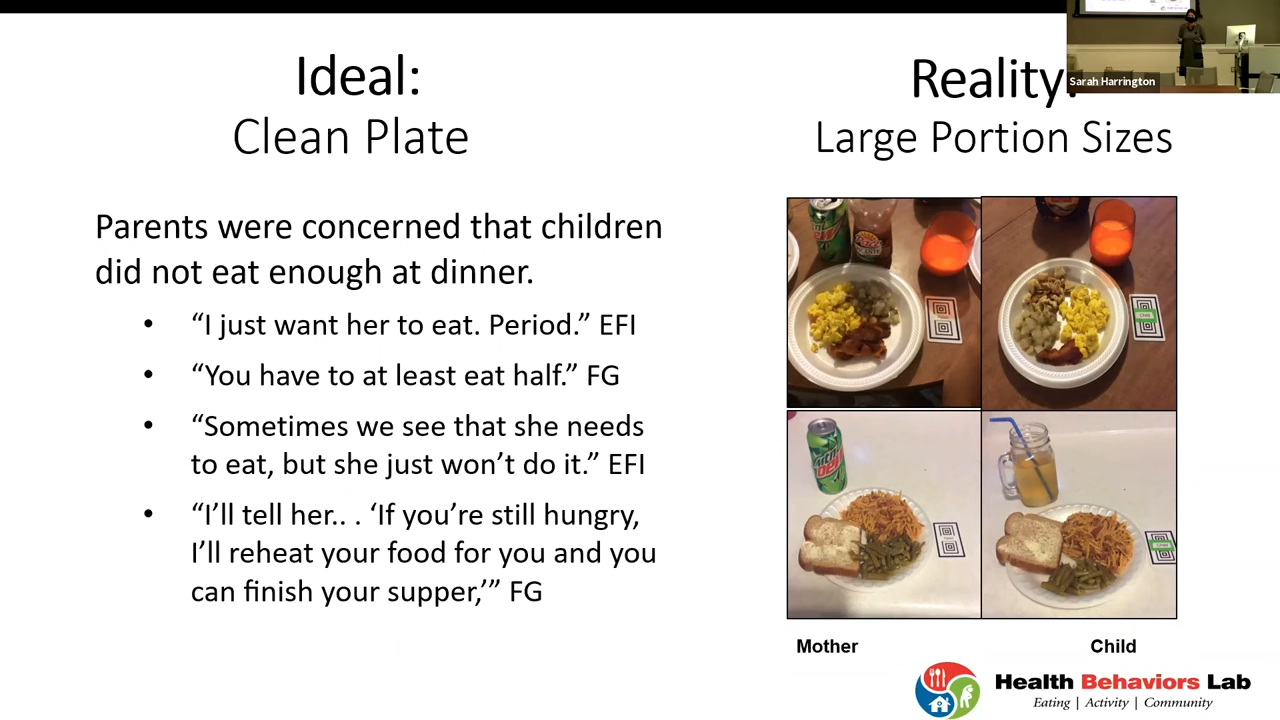 Ideal:
Clean Plate
Reality:
Large Portion Sizes
Sarah Harrington
Parents were concerned that children
did not eat enough at dinner.
• “I just want her to eat. Period.” EFI
• “You have to at least eat half.” FG
• “Sometimes we see that she needs
to eat, but she just won’t do it.” EFI
• “I’ll tell her.. . ‘If you’re still hungry,
I’ll reheat your food for you and you
can finish your supper,’” FG
Mother
Child
Health Behaviors Lab
Eating | Activity | Community